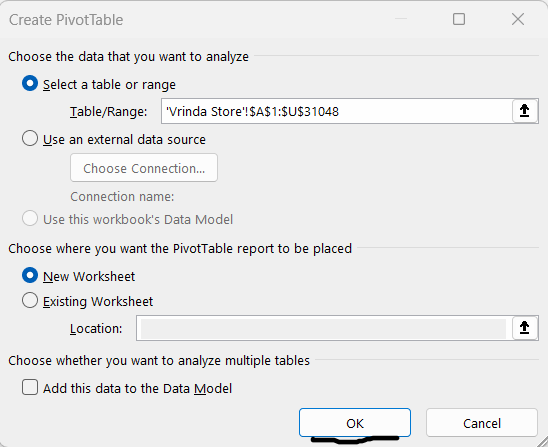 Create PivotTable
Choose the data that you want to analyze
Select a table or range
Table/Range: 'Vrinda Store'!$A$1:$U$31048
Use an external data source
Choose Connection...
Connection name:
Use this workbook's Data Model
Choose where you want the PivotTable report to be placed
New Worksheet
Existing Worksheet
Location:
Choose whether you want to analyze multiple tables
Add this data to the Data Model
OK Cancel